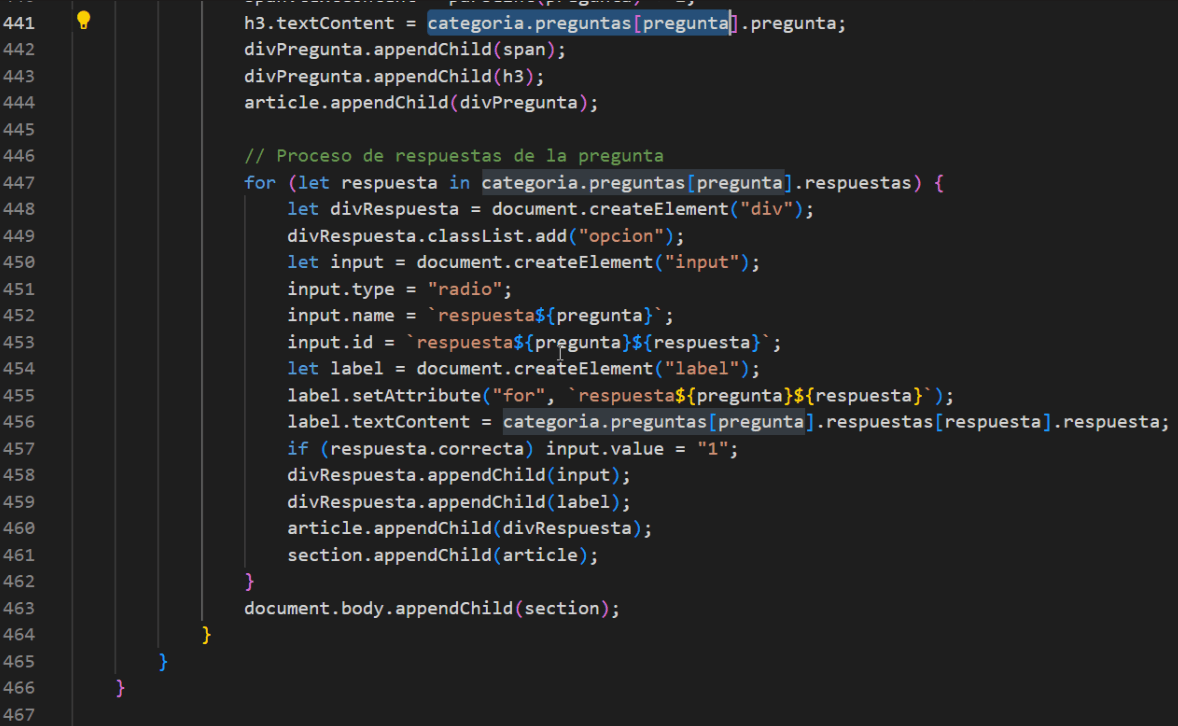 441 h3.textContent = categoria.preguntas[pregunta].pregunta;
442 divPregunta.appendChild(span);
443 divPregunta.appendChild(h3);
444 article.appendChild(divPregunta);
445
446 // Proceso de respuestas de la pregunta
447 for (let respuesta in categoria.preguntas[pregunta].respuestas) {
448 let divRespuesta = document.createElement("div");
449 divRespuesta.classList.add("opcion");
450 let input = document.createElement("input");
451 input.type = "radio";
452 input.name = `respuesta${pregunta}`;
453 input.id = `respuesta${pregunta}${respuesta}`;
454 let label = document.createElement("label");
455 label.setAttribute("for", `respuesta${pregunta}${respuesta}`);
456 label.textContent = categoria.preguntas[pregunta].respuestas[respuesta].respuesta;
457 if (respuesta.correcta) input.value = "1";
458 divRespuesta.appendChild(input);
459 divRespuesta.appendChild(label);
460 article.appendChild(divRespuesta);
461 section.appendChild(article);
462 }
463 document.body.appendChild(section);
464 }
465 }
466 }
467